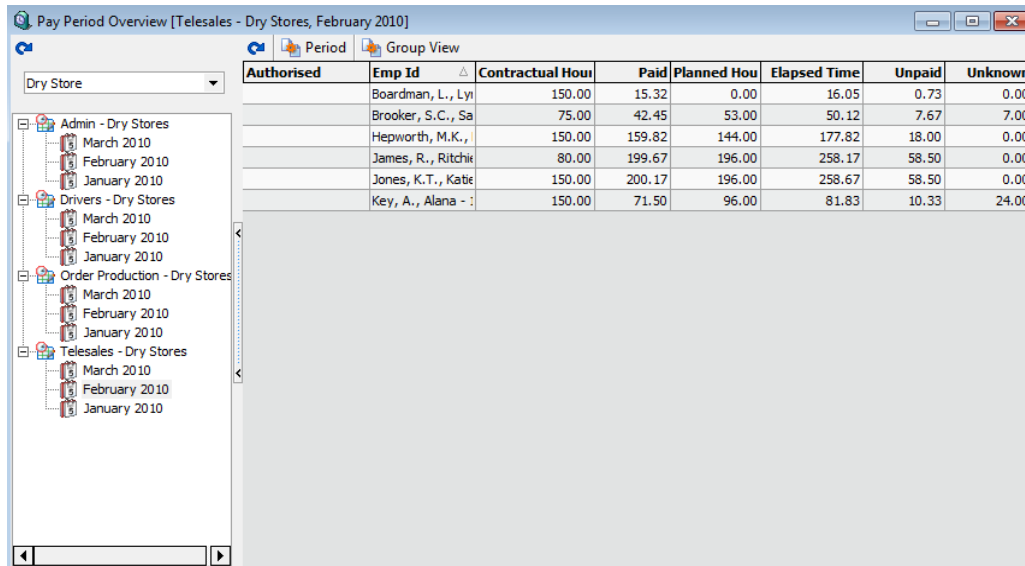 Pay Period Overview [Telesales - Dry Stores, February 2010]
Period Group View
Dry Store
Admin - Dry Stores
March 2010
February 2010
January 2010
Drivers - Dry Stores
March 2010
February 2010
January 2010
Order Production - Dry Stores
March 2010
February 2010
January 2010
Telesales - Dry Stores
March 2010
February 2010
January 2010
Authorised Emp Id Contractual Hour Paid Planned Hou Elapsed Time Unpaid Unknown
Boardman, L., Lyn 150.00 15.32 0.00 16.05 0.73 0.00
Brooker, S.C., Sa 75.00 42.45 53.00 50.12 7.67 7.00
Hepworth, M.K., 150.00 159.82 144.00 177.82 18.00 0.00
James, R., Ritchie 80.00 199.67 196.00 258.17 58.50 0.00
Jones, K.T., Katie 150.00 200.17 196.00 258.67 58.50 0.00
Key, A., Alana - 150.00 71.50 96.00 81.83 10.33 24.00